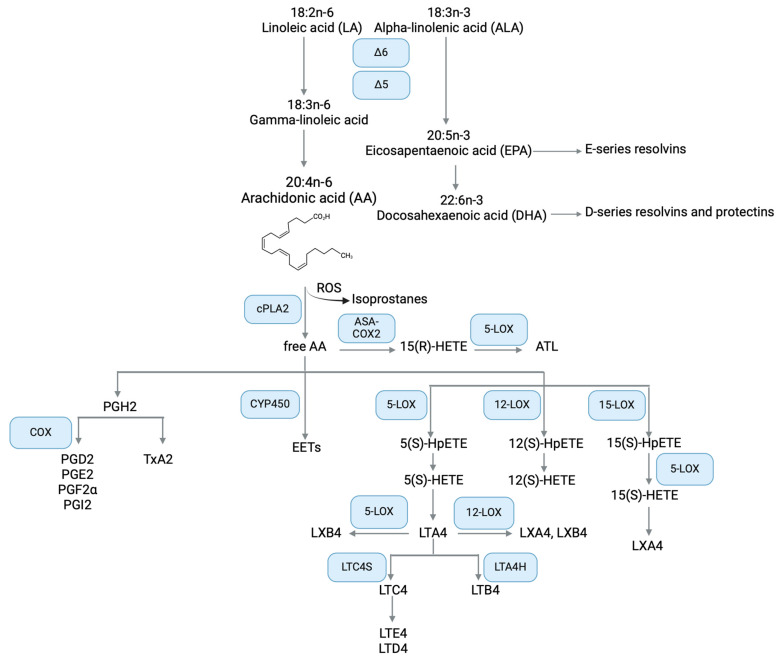 18:2n-6
Linoleic acid (LA)
18:3n-3
Alpha-linolenic acid (ALA)
Δ6
Δ5
18:3n-6
Gamma-linoleic acid
20:5n-3
Eicosapentaenoic acid (EPA)
E-series resolvins
20:4n-6
Arachidonic acid (AA)
22:6n-3
Docosahexaenoic acid (DHA)
D-series resolvins and protectins
CO₂H
CH₃
ROS
Isoprostanes
cPLA2
ASA-
COX2
5-LOX
free AA
15(R)-HETE
ATL
PGH2
CYP450
5-LOX
12-LOX
15-LOX
COX
EETs
5(S)-HpETE
12(S)-HpETE
15(S)-HpETE
PGD2
PGE2
PGF2α
PGI2
TxA2
5-LOX
5(S)-HETE
12(S)-HETE
15(S)-HETE
5-LOX
12-LOX
LXB4
LTA4
LXA4, LXB4
LXA4
LTC4S
LTA4H
LTC4
LTB4
LTE4
LTD4